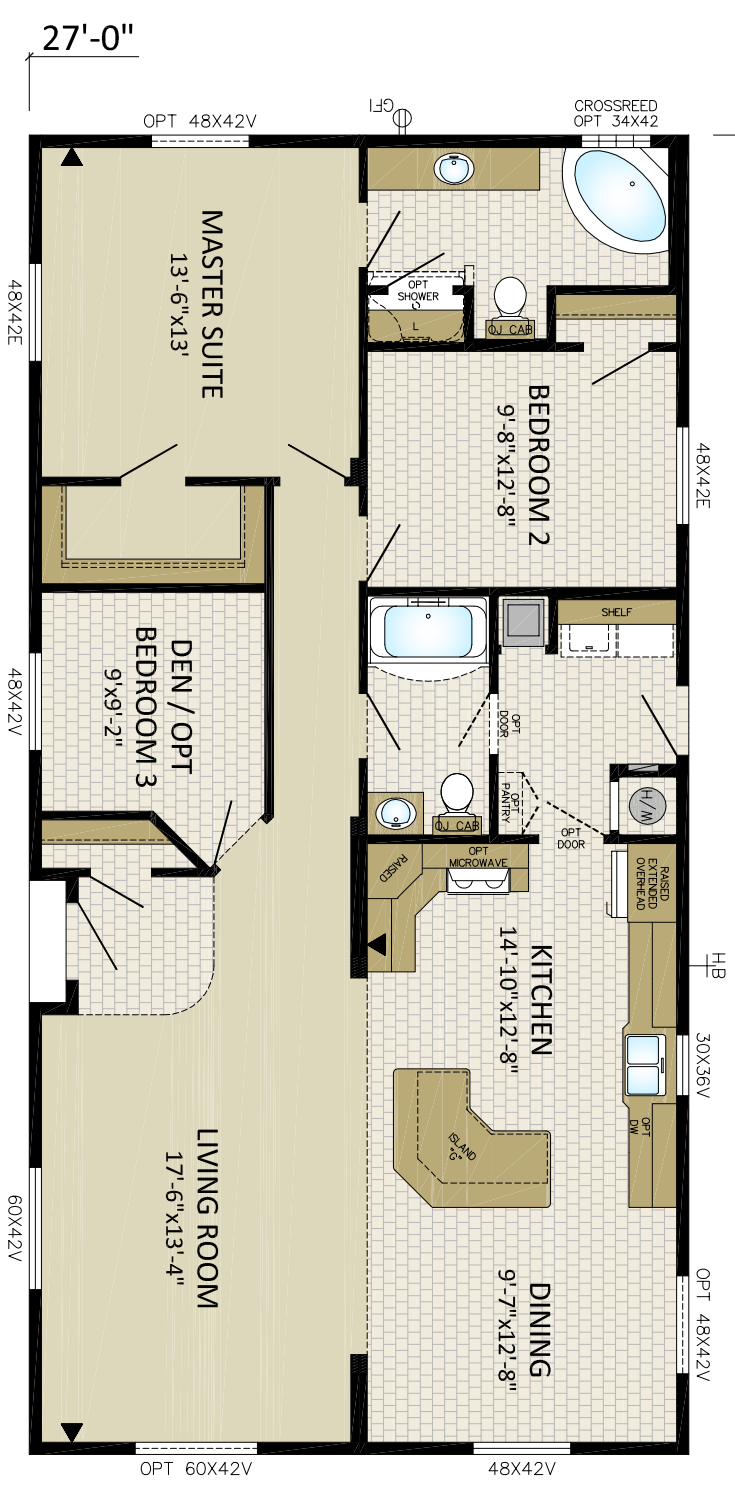 27'-0"
OPT 48X42V
GFI
CROSSREED
OPT 34X42
MASTER SUITE
13'-6"x13'
48X42E
OPT
SHOWER
L
OJ CAB
BEDROOM 2
9'-8"x12'-8"
48X42E
SHELF
DEN / OPT
BEDROOM 3
9'x9'-2"
48X42V
OPT
DOOR
OPT
PANTRY
H/W
OJ CAB
OPT
DOOR
OPT
MICROWAVE
RAISED
RAISED
EXTENDED
OVERHEAD
KITCHEN
14'-10"x12'-8"
H.B
30X36V
OPT
DW
ISLAND
"G"
LIVING ROOM
17'-6"x13'-4"
60X42V
DINING
9'-7"x12'-8"
OPT 48X42V
OPT 60X42V
48X42V